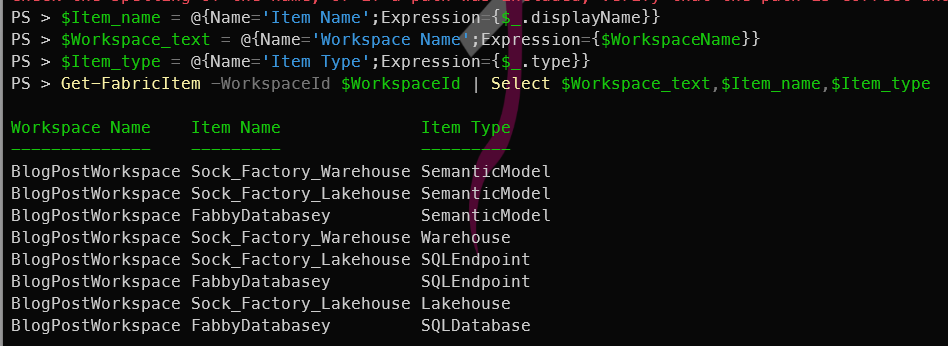 PS > $Item_name = @{Name='Item Name';Expression={$_.displayName}}
PS > $Workspace_text = @{Name='Workspace Name';Expression={$WorkspaceName}}
PS > $Item_type = @{Name='Item Type';Expression={$_.type}}
PS > Get-FabricItem -WorkspaceId $WorkspaceId | Select $Workspace_text,$Item_name,$Item_type
Workspace Name    Item Name              Item Type
--------------    ---------              ---------
BlogPostWorkspace Sock_Factory_Warehouse SemanticModel
BlogPostWorkspace Sock_Factory_Lakehouse SemanticModel
BlogPostWorkspace FabbyDatabasey         SemanticModel
BlogPostWorkspace Sock_Factory_Warehouse Warehouse
BlogPostWorkspace Sock_Factory_Lakehouse SQLEndpoint
BlogPostWorkspace FabbyDatabasey         SQLEndpoint
BlogPostWorkspace Sock_Factory_Lakehouse Lakehouse
BlogPostWorkspace FabbyDatabasey         SQLDatabase